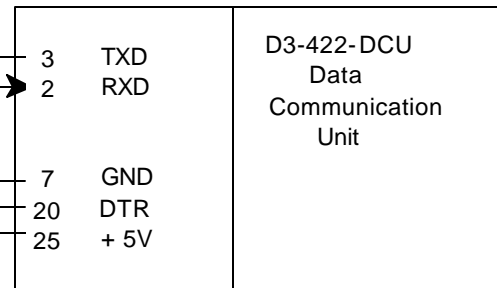 3 TXD
2 RXD
7 GND
20 DTR
25 + 5V
D3-422-DCU
Data
Communication
Unit